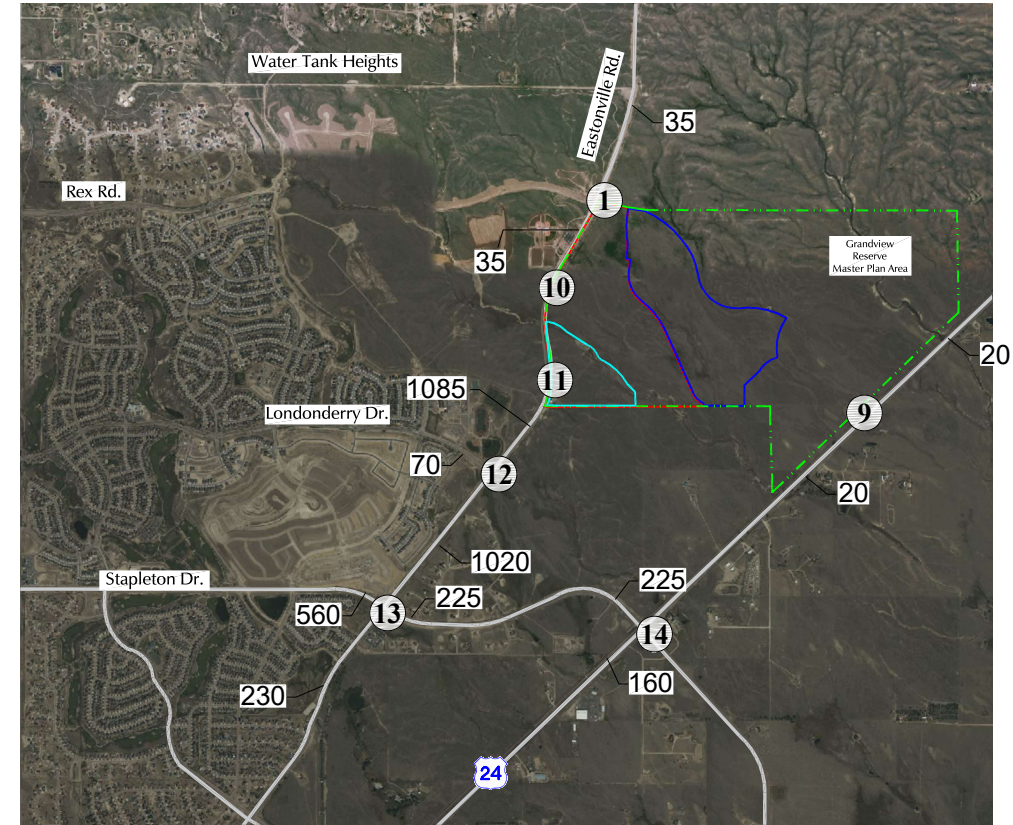 Water Tank Heights
Eastonville Rd.
35
Rex Rd.
1
35
Grandview
Reserve
Master Plan Area
10
20
11
1085
Londonderry Dr.
9
70
12
20
1020
Stapleton Dr.
225
225
560
13
14
230
160
24